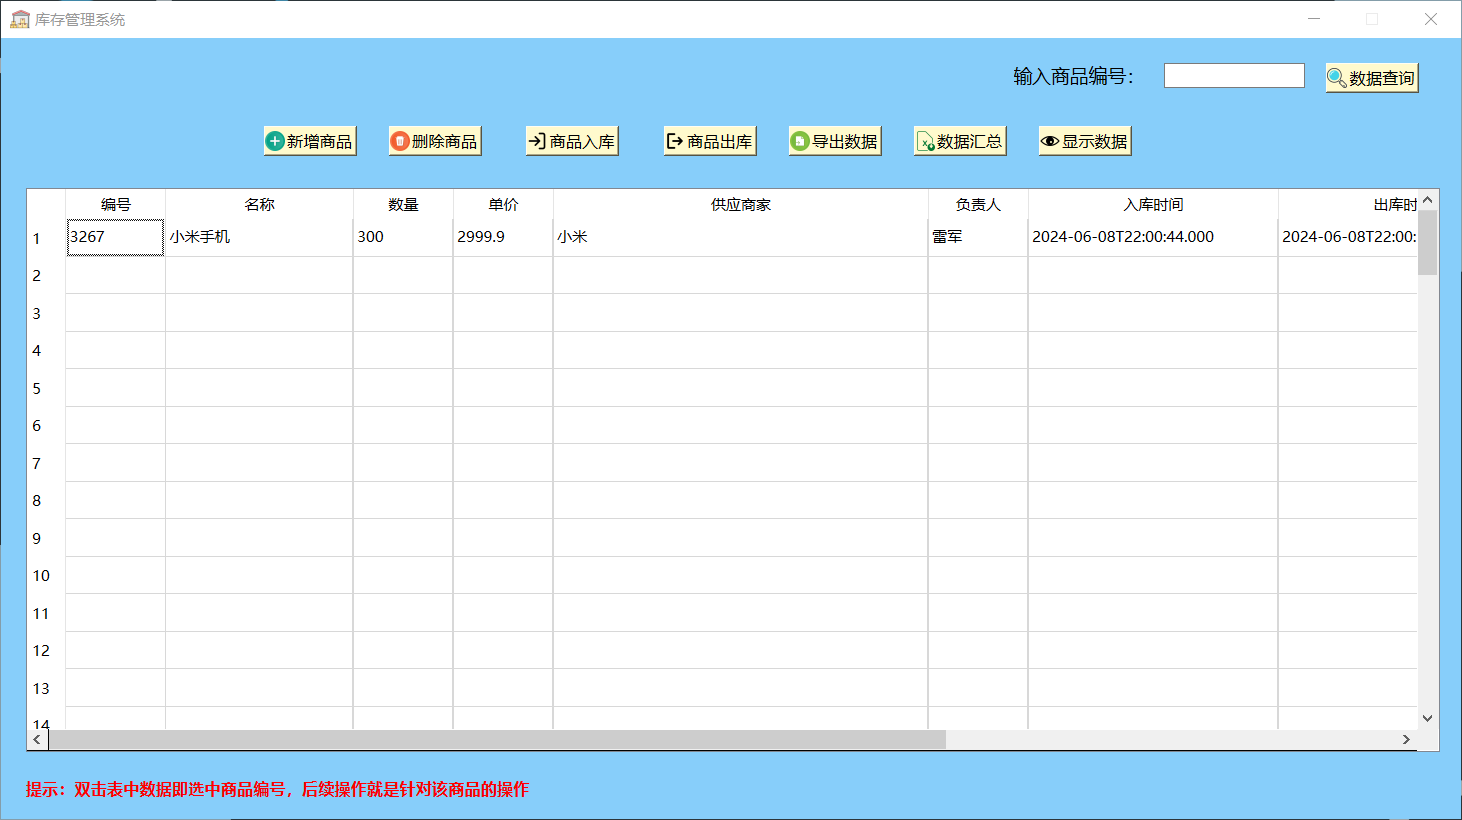 库存管理系统
输入商品编号： 数据查询
新增商品 删除商品 商品入库 商品出库 导出数据 数据汇总 显示数据
编号 名称 数量 单价 供应商家 负责人 入库时间 出库时
1 3267 小米手机 300 2999.9 小米 雷军 2024-06-08T22:00:44.000 2024-06-08T22:00:
2
3
4
5
6
7
8
9
10
11
12
13
14
提示：双击表中数据即选中商品编号，后续操作就是针对该商品的操作